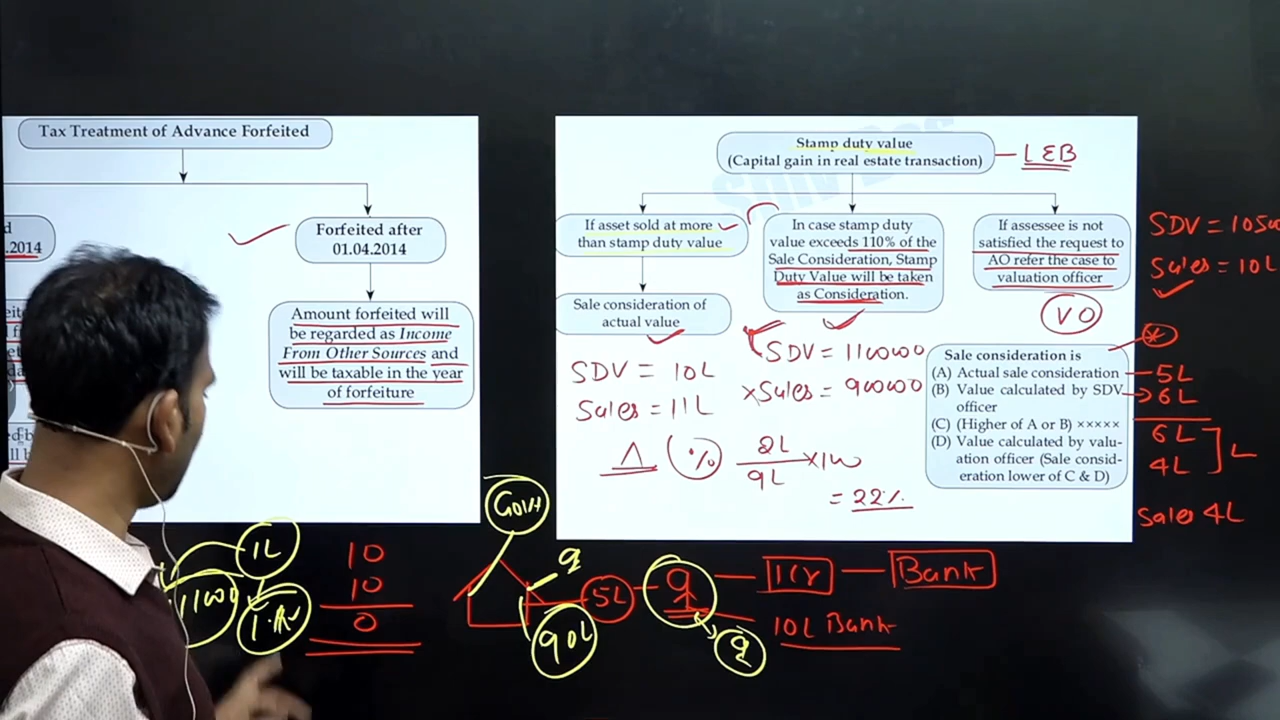 Tax Treatment of Advance Forfeited
d
.2014
Forfeited after
01.04.2014
Amount forfeited will
be regarded as Income
From Other Sources and
will be taxable in the year
of forfeiture
Stamp duty value
(Capital gain in real estate transaction)
L&B
If asset sold at more
than stamp duty value
Sale consideration of
actual value
In case stamp duty
value exceeds 110% of the
Sale Consideration, Stamp
Duty Value will be taken
as Consideration.
If assessee is not
satisfied the request to
AO refer the case to
valuation officer
VO
SDV = 10L
Sales = 11L
SDV = 1100000
×Sales = 900000
Δ % 2L/9L ×100
= 22%
SDV = 1050
Sales = 10L
Sale consideration is
(A) Actual sale consideration
(B) Value calculated by SDV
officer
(C) (Higher of A or B) ×××××
(D) Value calculated by valu-
ation officer (Sale consid-
eration lower of C & D)
5L
6L
6L
4L
L
Sales 4L
1L
10
10
0
90L
5L
Bank
10L Bank